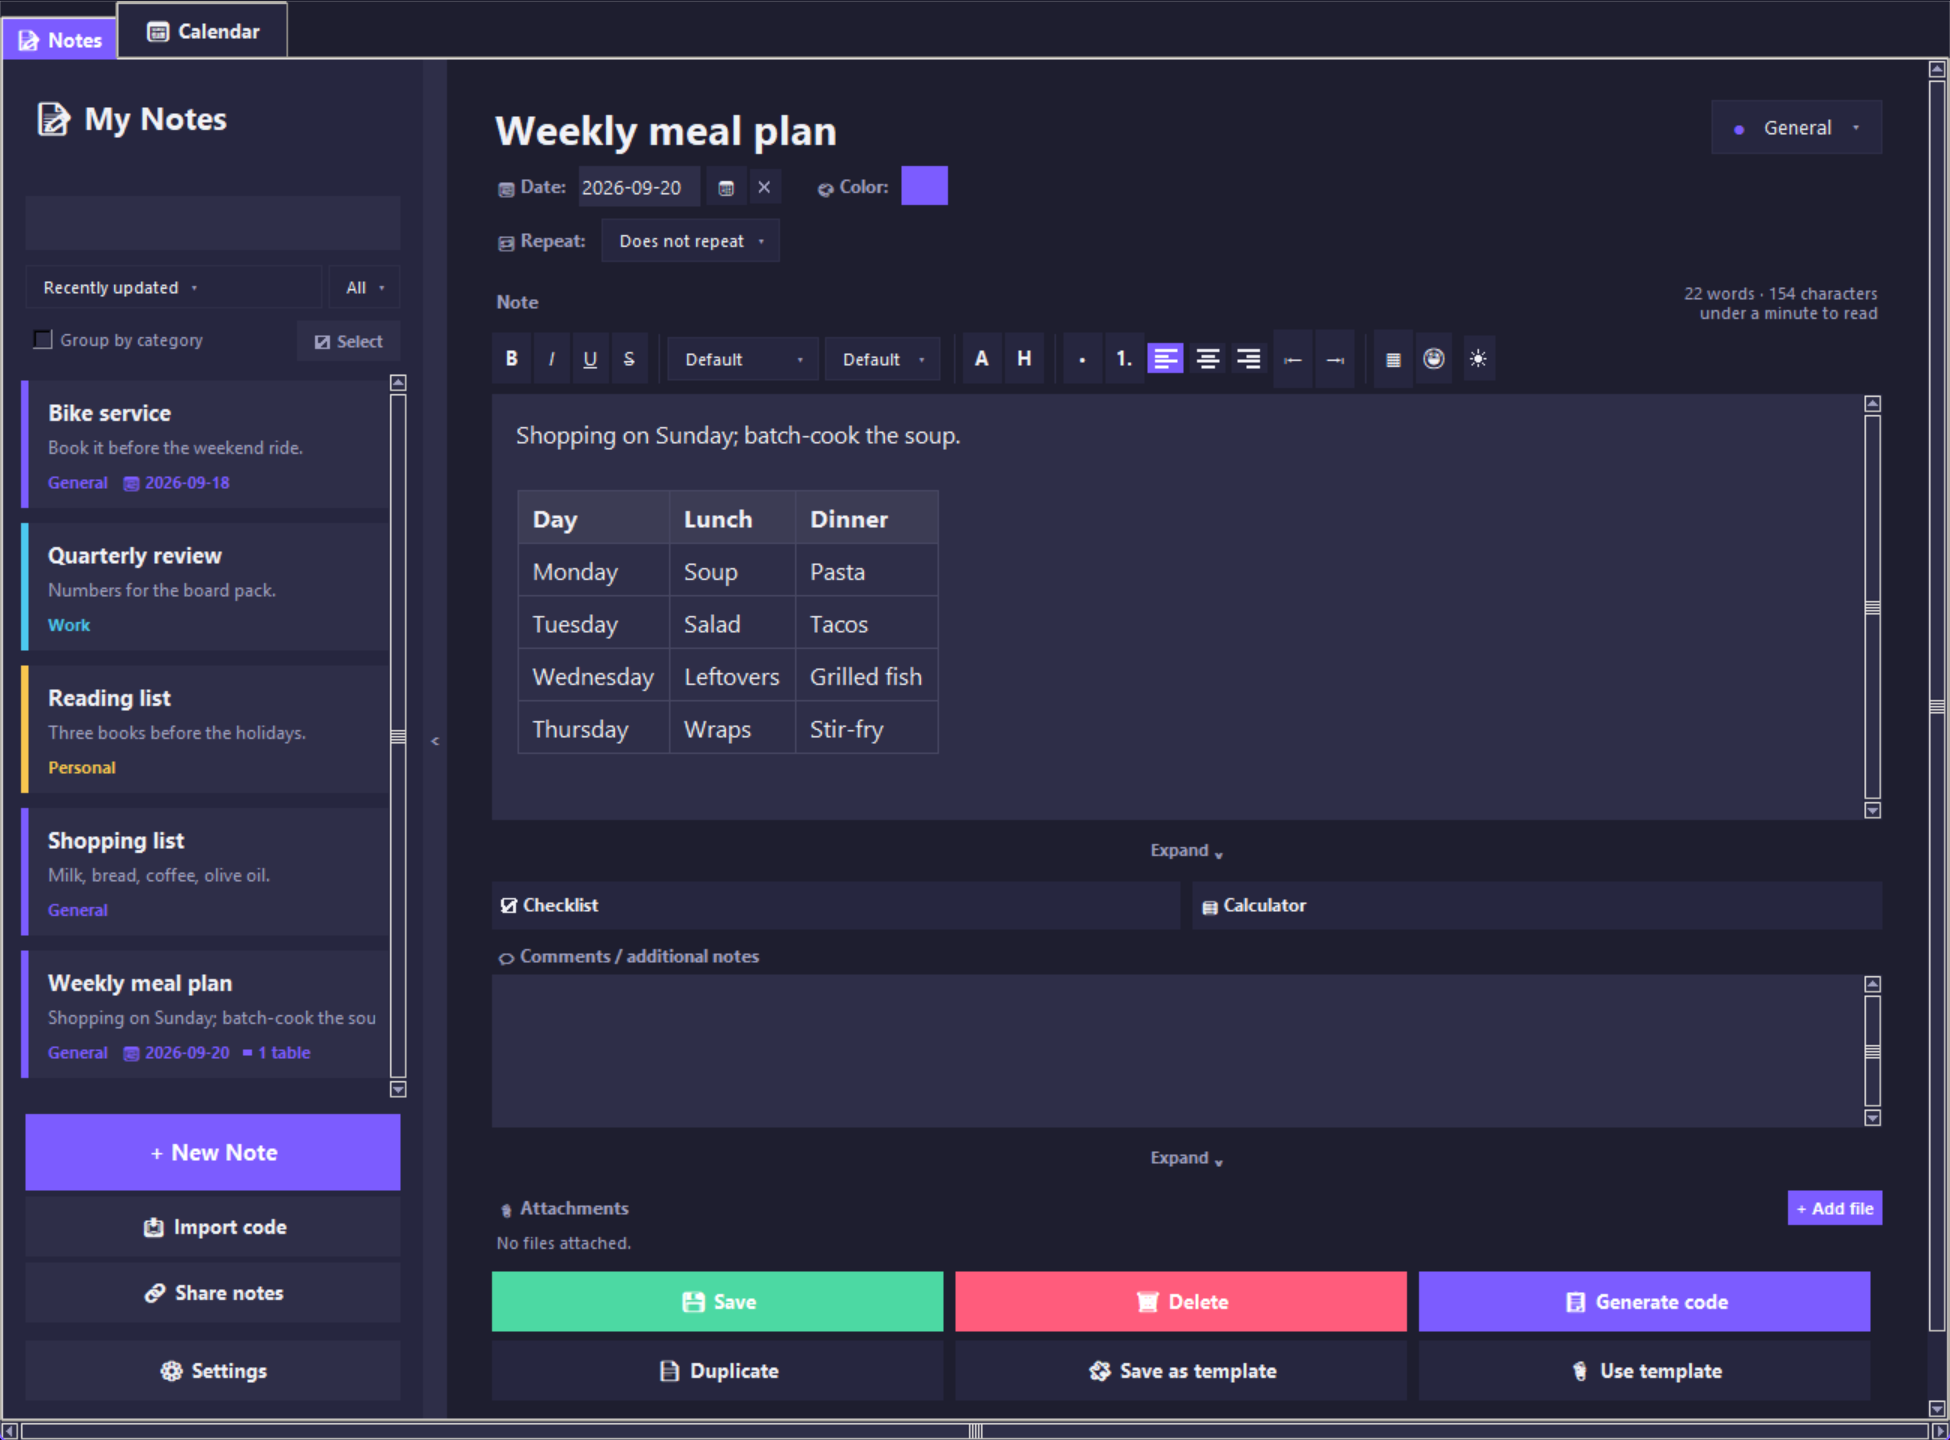 Notes
Calendar
My Notes
Recently updated
All
Group by category
Select
Bike service
Book it before the weekend ride.
General 2026-09-18
Quarterly review
Numbers for the board pack.
Work
Reading list
Three books before the holidays.
Personal
Shopping list
Milk, bread, coffee, olive oil.
General
Weekly meal plan
Shopping on Sunday; batch-cook the sou
General 2026-09-20 1 table
+ New Note
Import code
Share notes
Settings
<
Weekly meal plan
General
Date: 2026-09-20 Color:
Repeat: Does not repeat
Note
22 words · 154 characters
under a minute to read
B I U S Default Default A H • 1.
Shopping on Sunday; batch-cook the soup.
Day Lunch Dinner
Monday Soup Pasta
Tuesday Salad Tacos
Wednesday Leftovers Grilled fish
Thursday Wraps Stir-fry
Expand
Checklist
Calculator
Comments / additional notes
Expand
Attachments
+ Add file
No files attached.
Save
Delete
Generate code
Duplicate
Save as template
Use template